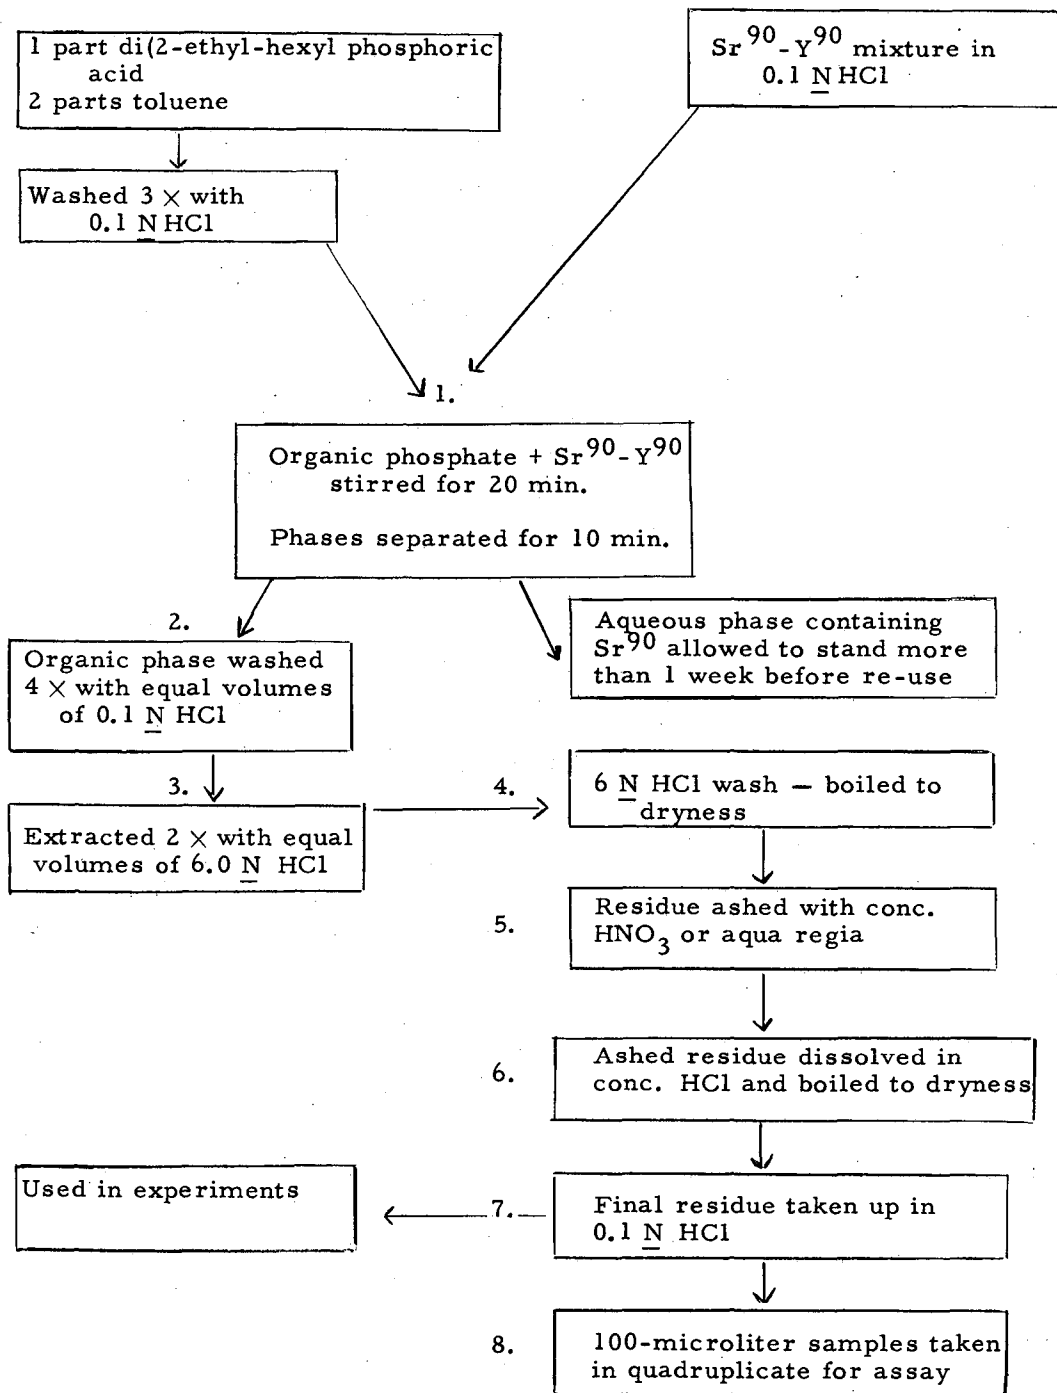 1 part di(2-ethyl-hexyl phosphoric
acid
2 parts toluene
Sr90-Y90 mixture in
0.1 N HCl
Washed 3 × with
0.1 N HCl
1.
Organic phosphate + Sr90-Y90
stirred for 20 min.
Phases separated for 10 min.
2.
Organic phase washed
4 × with equal volumes
of 0.1 N HCl
Aqueous phase containing
Sr90 allowed to stand more
than 1 week before re-use
3.
Extracted 2 × with equal
volumes of 6.0 N HCl
4.
6 N HCl wash — boiled to
dryness
5.
Residue ashed with conc.
HNO3 or aqua regia
6.
Ashed residue dissolved in
conc. HCl and boiled to dryness
Used in experiments
7.
Final residue taken up in
0.1 N HCl
8.
100-microliter samples taken
in quadruplicate for assay